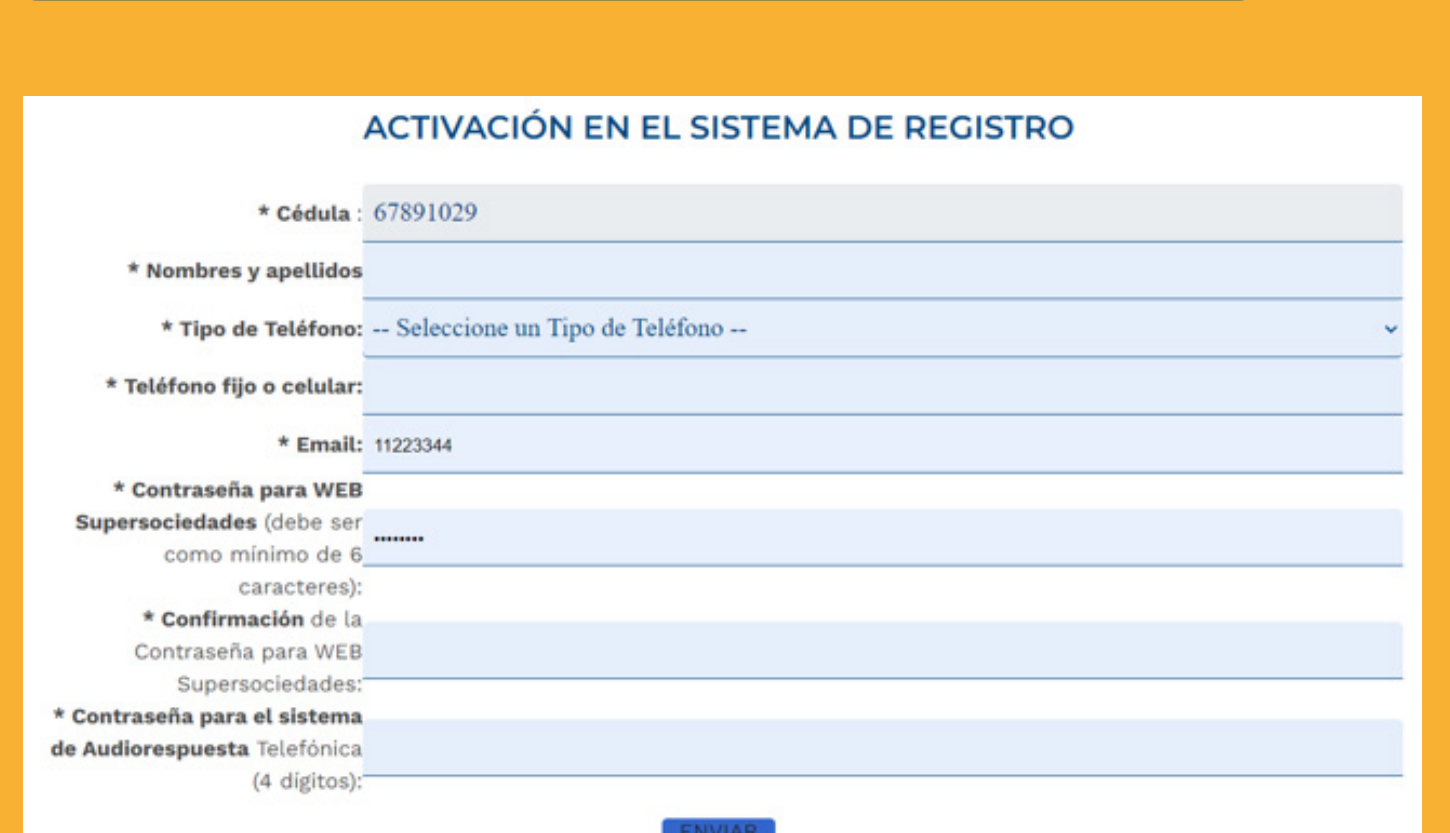 ACTIVACIÓN EN EL SISTEMA DE REGISTRO
* Cédula : 67891029
* Nombres y apellidos
* Tipo de Teléfono: -- Seleccione un Tipo de Teléfono --
* Teléfono fijo o celular:
* Email: 11223344
* Contraseña para WEB
Supersociedades (debe ser
como mínimo de 6
caracteres):
••••••••
* Confirmación de la
Contraseña para WEB
Supersociedades:
* Contraseña para el sistema
de Audiorespuesta Telefónica
(4 dígitos):
ENVIAR